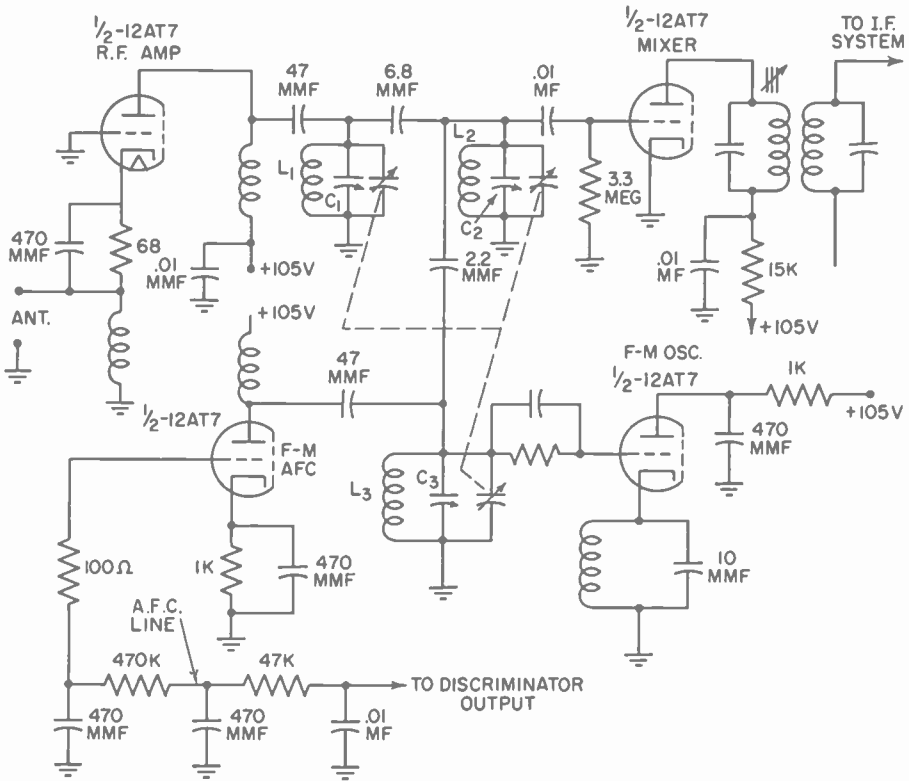 ½-12AT7
R.F. AMP
47
MMF
6.8
MMF
.01
MF
½-12AT7
MIXER
TO I.F.
SYSTEM
L1
C1
L2
C2
3.3
MEG
470
MMF
68
.01
MMF
+105V
2.2
MMF
.01
MF
15K
+105V
ANT.
+105V
47
MMF
F-M OSC.
½-12AT7
1K
+105V
470
MMF
½-12AT7
F-M
AFC
L3
C3
100Ω
1K
470
MMF
10
MMF
A.F.C.
LINE
470K
47K
TO DISCRIMINATOR
OUTPUT
470
MMF
470
MMF
.01
MF